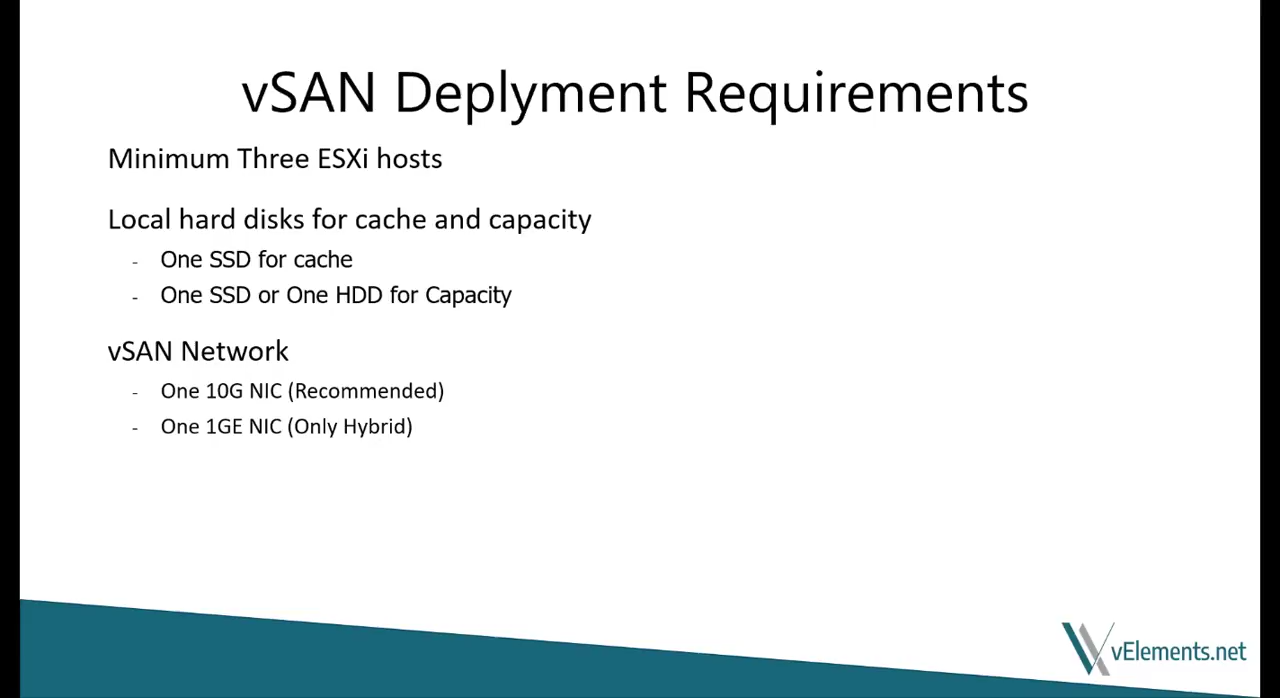 vSAN Deplyment Requirements
Minimum Three ESXi hosts
Local hard disks for cache and capacity
- One SSD for cache
- One SSD or One HDD for Capacity
vSAN Network
- One 10G NIC (Recommended)
- One 1GE NIC (Only Hybrid)
vElements.net